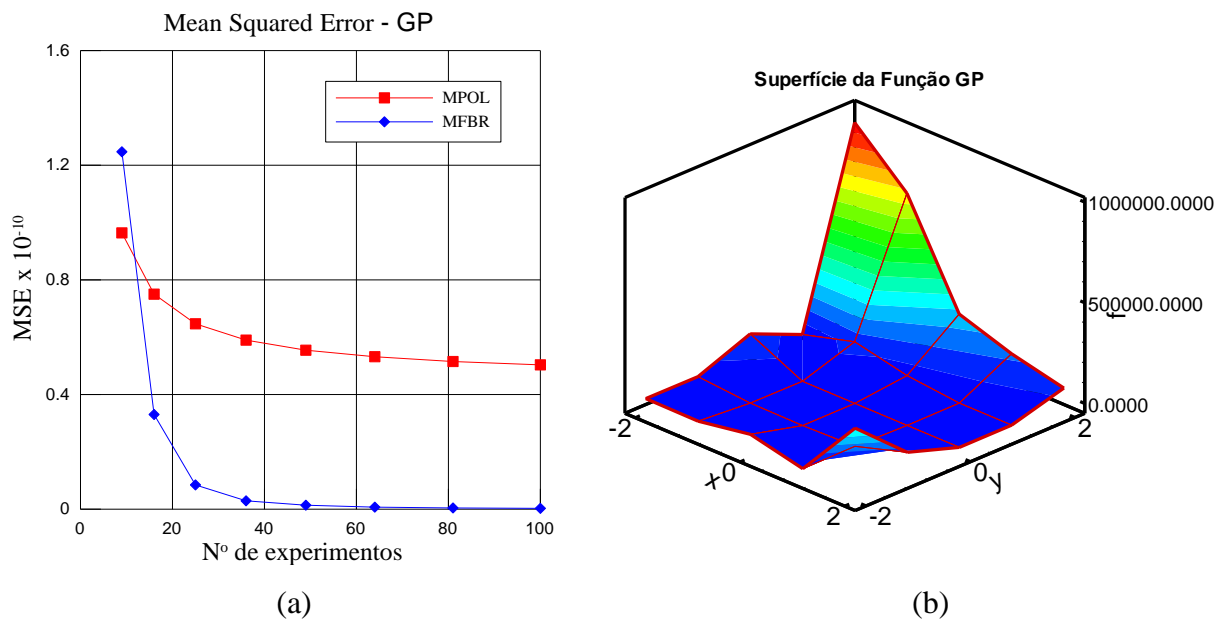 Mean Squared Error - GP
1.6
1.2
0.8
0.4
0
MSE x 10⁻¹⁰
MPOL
MFBR
0 20 40 60 80 100
Nº de experimentos
(a)
Superfície da Função GP
1000000.0000
500000.0000
0.0000
f
-2 0 2
x
-2 0 2
y
(b)